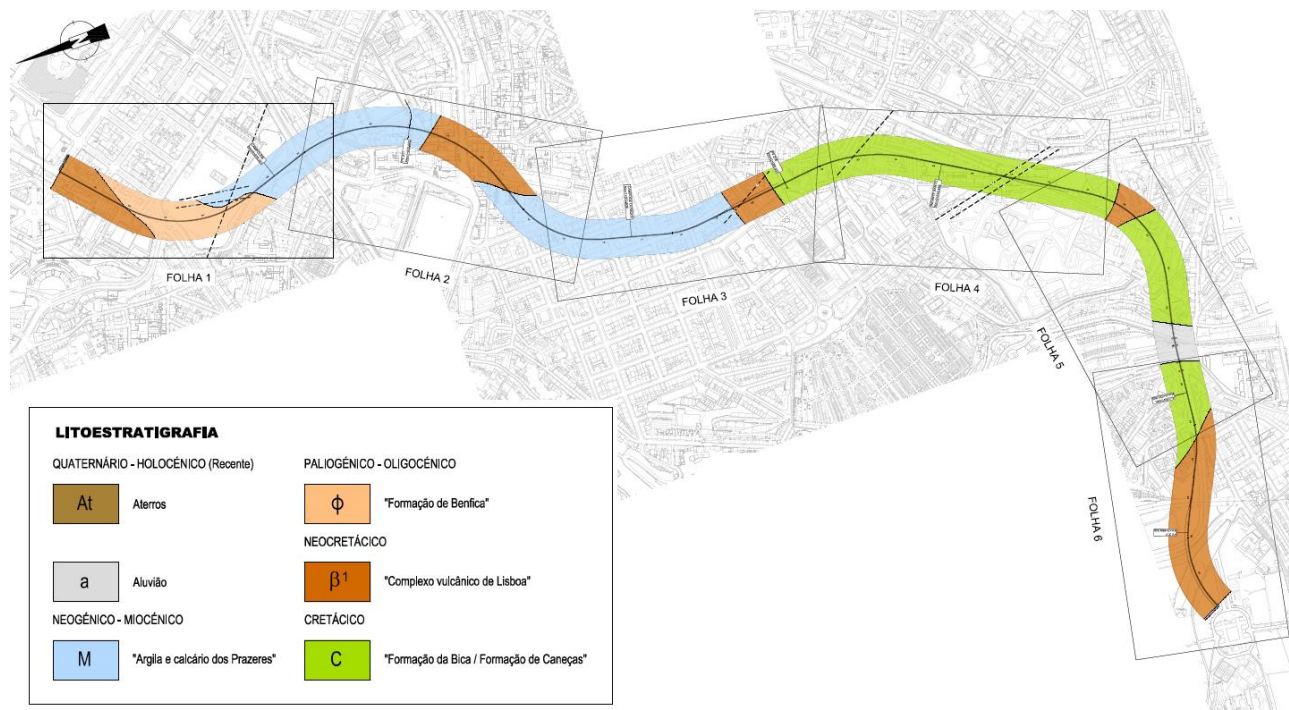 N
FOLHA 1
FOLHA 2
FOLHA 3
FOLHA 4
FOLHA 5
FOLHA 6
LITOESTRATIGRAFIA
QUATERNÁRIO - HOLOCÉNICO (Recente)
At
Aterros
a
Aluvião
NEOGÉNICO - MIOCÉNICO
M
"Argila e calcário dos Prazeres"
PALIOGÉNICO - OLIGOCÉNICO
ϕ
"Formação de Benfica"
NEOCRETÁCICO
β¹
"Complexo vulcânico de Lisboa"
CRETÁCICO
C
"Formação da Bica / Formação de Caneças"